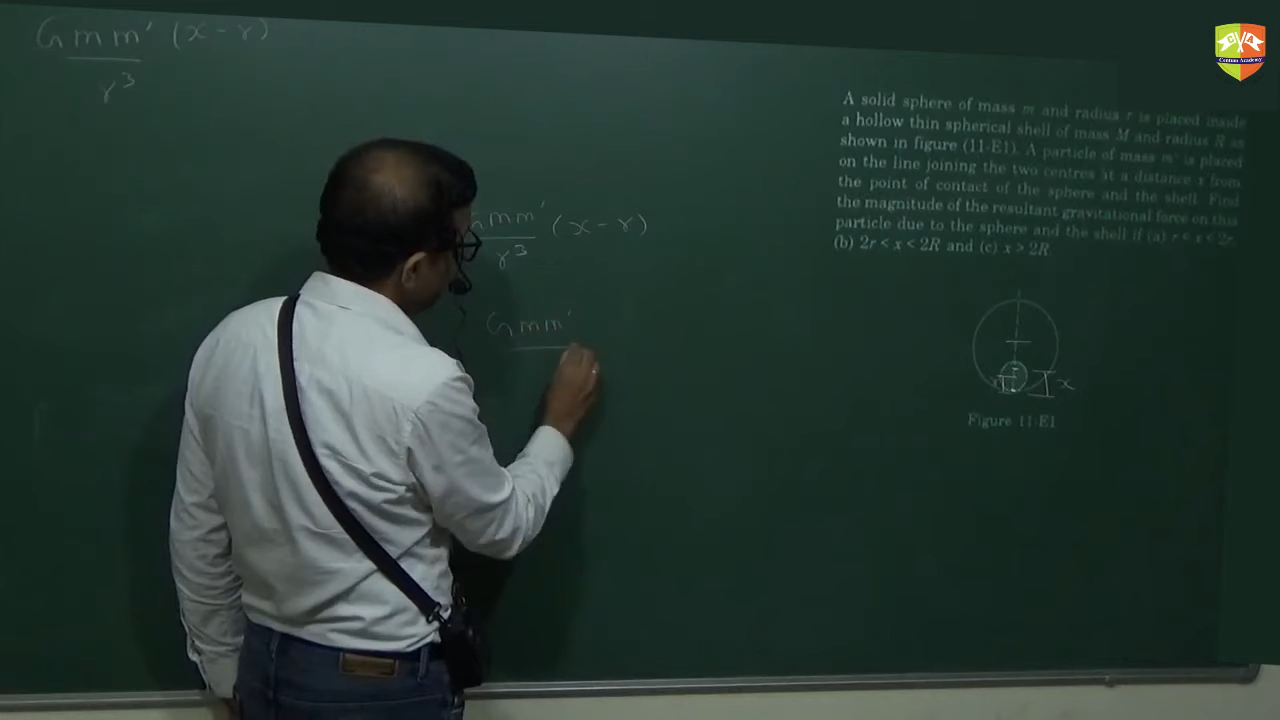 Gmm' (x-r)
r³
Gmm' (x-r)
r³
Gmm'
A solid sphere of mass m and radius r is placed inside
a hollow thin spherical shell of mass M and radius R as
shown in figure (11-E1). A particle of mass m' is placed
on the line joining the two centres at a distance x from
the point of contact of the sphere and the shell. Find
the magnitude of the resultant gravitational force on this
particle due to the sphere and the shell if (a) r < x < 2r,
(b) 2r < x < 2R and (c) x > 2R.
x
Figure 11-E1
Centum Academy